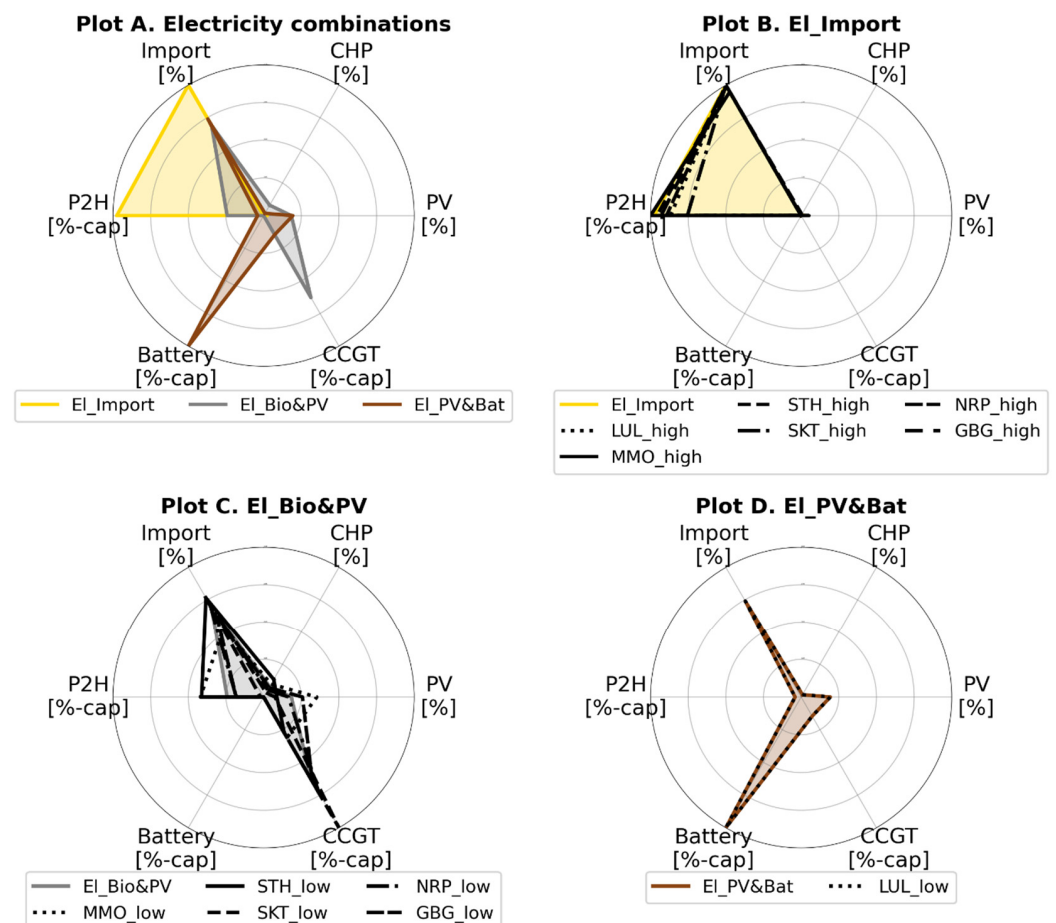 Plot A. Electricity combinations
Import
[%]
CHP
[%]
P2H
[%-cap]
PV
[%]
Battery
[%-cap]
CCGT
[%-cap]
El_Import
El_Bio&PV
El_PV&Bat
Plot B. El_Import
Import
[%]
CHP
[%]
P2H
[%-cap]
PV
[%]
Battery
[%-cap]
CCGT
[%-cap]
El_Import
STH_high
NRP_high
LUL_high
SKT_high
GBG_high
MMO_high
Plot C. El_Bio&PV
Import
[%]
CHP
[%]
P2H
[%-cap]
PV
[%]
Battery
[%-cap]
CCGT
[%-cap]
El_Bio&PV
STH_low
NRP_low
MMO_low
SKT_low
GBG_low
Plot D. El_PV&Bat
Import
[%]
CHP
[%]
P2H
[%-cap]
PV
[%]
Battery
[%-cap]
CCGT
[%-cap]
El_PV&Bat
LUL_low